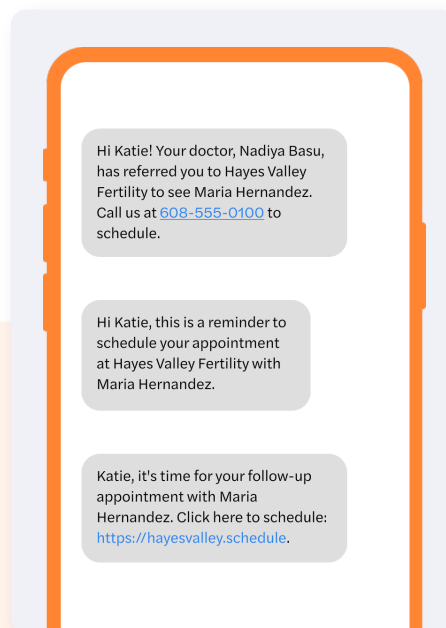 Hi Katie! Your doctor, Nadiya Basu,
has referred you to Hayes Valley
Fertility to see Maria Hernandez.
Call us at 608-555-0100 to
schedule.
Hi Katie, this is a reminder to
schedule your appointment
at Hayes Valley Fertility with
Maria Hernandez.
Katie, it's time for your follow-up
appointment with Maria
Hernandez. Click here to schedule:
https://hayesvalley.schedule.